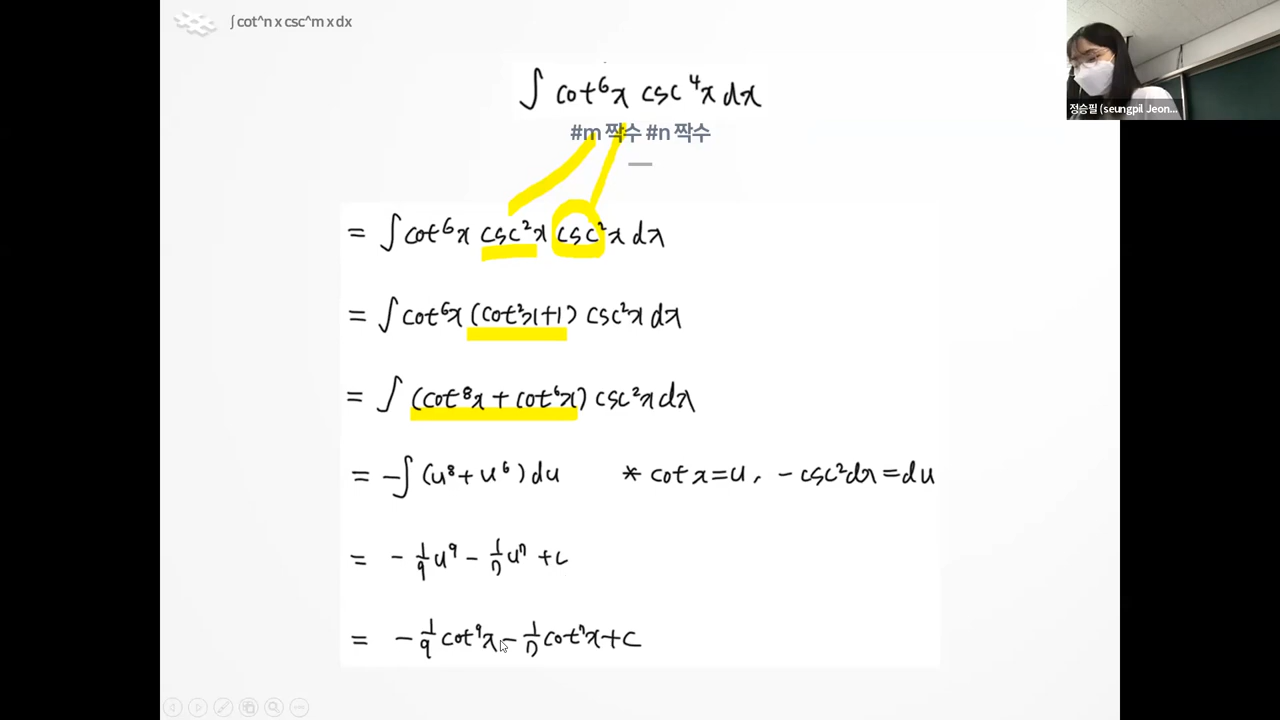 ∫ cot^n x csc^m x dx
∫ cot⁶x csc⁴x dx
#m 짝수 #n 짝수
= ∫ cot⁶x csc²x csc²x dx
= ∫ cot⁶x (cot²x+1) csc²x dx
= ∫ (cot⁸x + cot⁶x) csc²x dx
= -∫ (u⁸ + u⁶) du * cot x = u, - csc²dx = du
= - 1/9 u⁹ - 1/7 u⁷ + c
= - 1/9 cot⁹x - 1/7 cot⁷x + c
정승필 (seungpil Jeon...